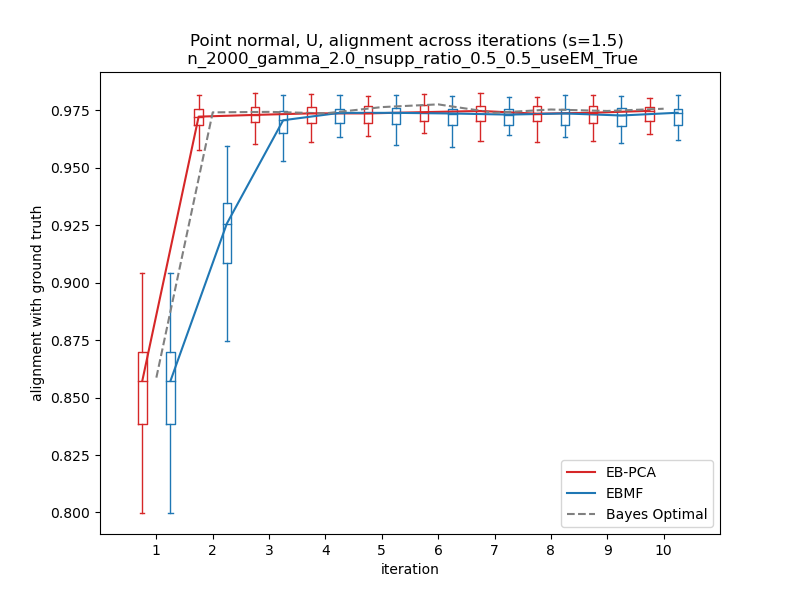 Point normal, U, alignment across iterations (s=1.5)
n_2000_gamma_2.0_nsupp_ratio_0.5_0.5_useEM_True
alignment with ground truth
0.975
0.950
0.925
0.900
0.875
0.850
0.825
0.800
EB-PCA
EBMF
Bayes Optimal
1 2 3 4 5 6 7 8 9 10
iteration